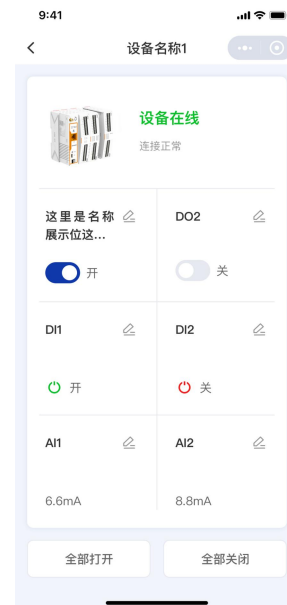 9:41
设备名称1
设备在线
连接正常
这里是名称
展示位这...
DO2
开
关
DI1
DI2
开
关
AI1
AI2
6.6mA
8.8mA
全部打开
全部关闭